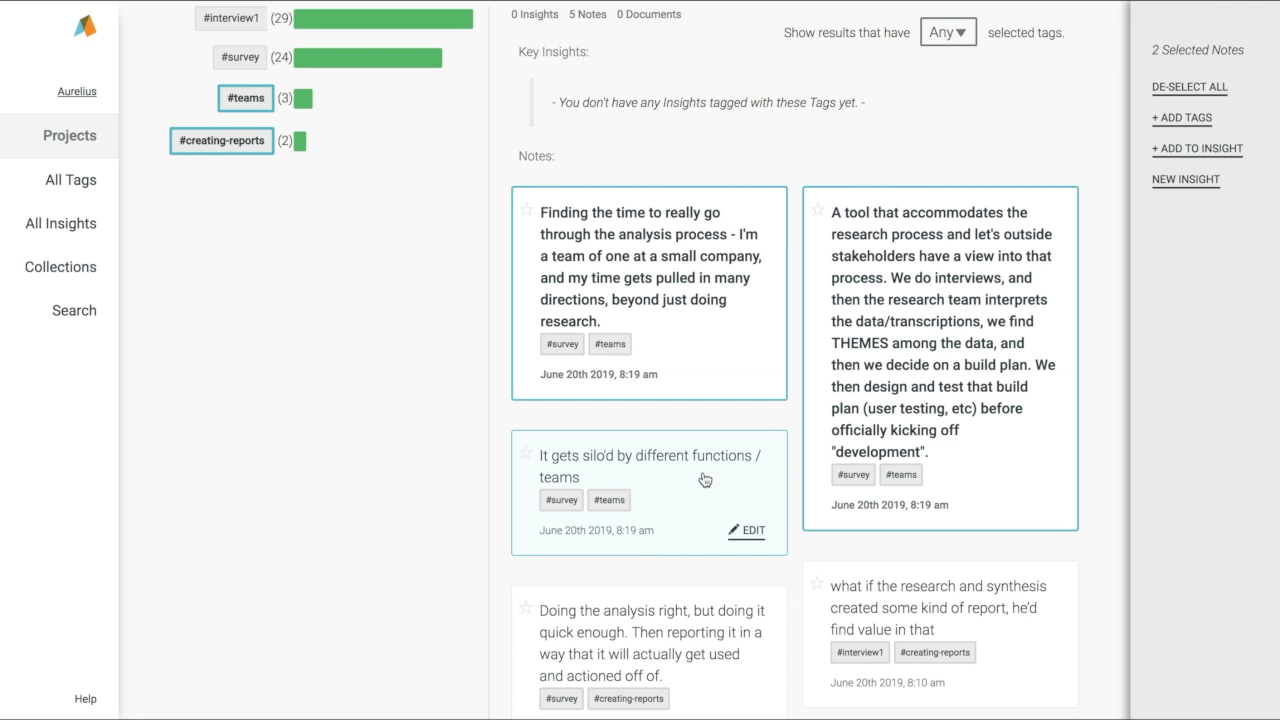 Aurelius
Projects
All Tags
All Insights
Collections
Search
Help
#interview1 (29)
#survey (24)
#teams (3)
#creating-reports (2)
0 Insights 5 Notes 0 Documents
Show results that have Any▼ selected tags.
Key Insights:
- You don't have any Insights tagged with these Tags yet. -
Notes:
Finding the time to really go
through the analysis process - I'm
a team of one at a small company,
and my time gets pulled in many
directions, beyond just doing
research.
#survey #teams
June 20th 2019, 8:19 am
It gets silo'd by different functions /
teams
#survey #teams
June 20th 2019, 8:19 am EDIT
Doing the analysis right, but doing it
quick enough. Then reporting it in a
way that it will actually get used
and actioned off of.
#survey #creating-reports
A tool that accommodates the
research process and let's outside
stakeholders have a view into that
process. We do interviews, and
then the research team interprets
the data/transcriptions, we find
THEMES among the data, and
then we decide on a build plan. We
then design and test that build
plan (user testing, etc) before
officially kicking off
"development".
#survey #teams
June 20th 2019, 8:19 am
what if the research and synthesis
created some kind of report, he'd
find value in that
#interview1 #creating-reports
June 20th 2019, 8:10 am
2 Selected Notes
DE-SELECT ALL
+ ADD TAGS
+ ADD TO INSIGHT
NEW INSIGHT